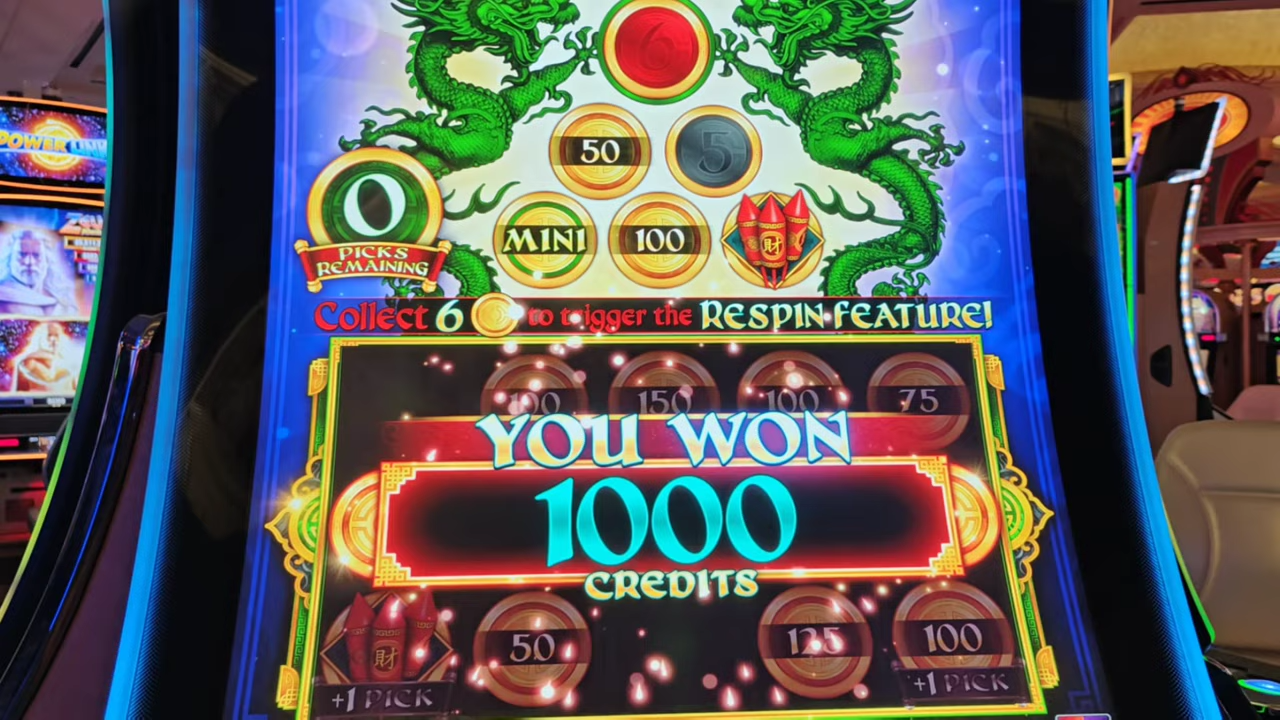 6
50
5
0
PICKS
REMAINING
MINI
100
財
Collect 6 to trigger the RESPIN FEATURE!
100
150
100
75
YOU WON
1000
CREDITS
財
50
125
100
+1 PICK
+1 PICK
POWER